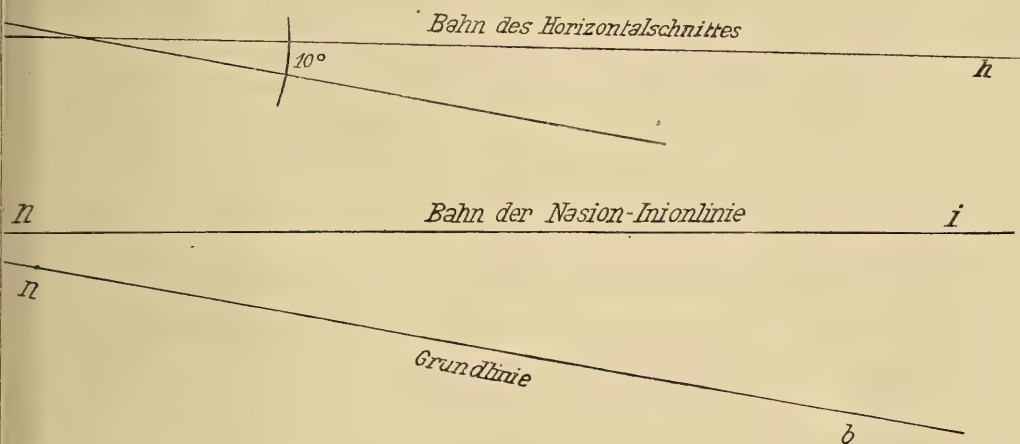 Bahn des Horizontalschnittes
10°
h
n Bahn der Nasion-Inionlinie i
n
Grundlinie
b